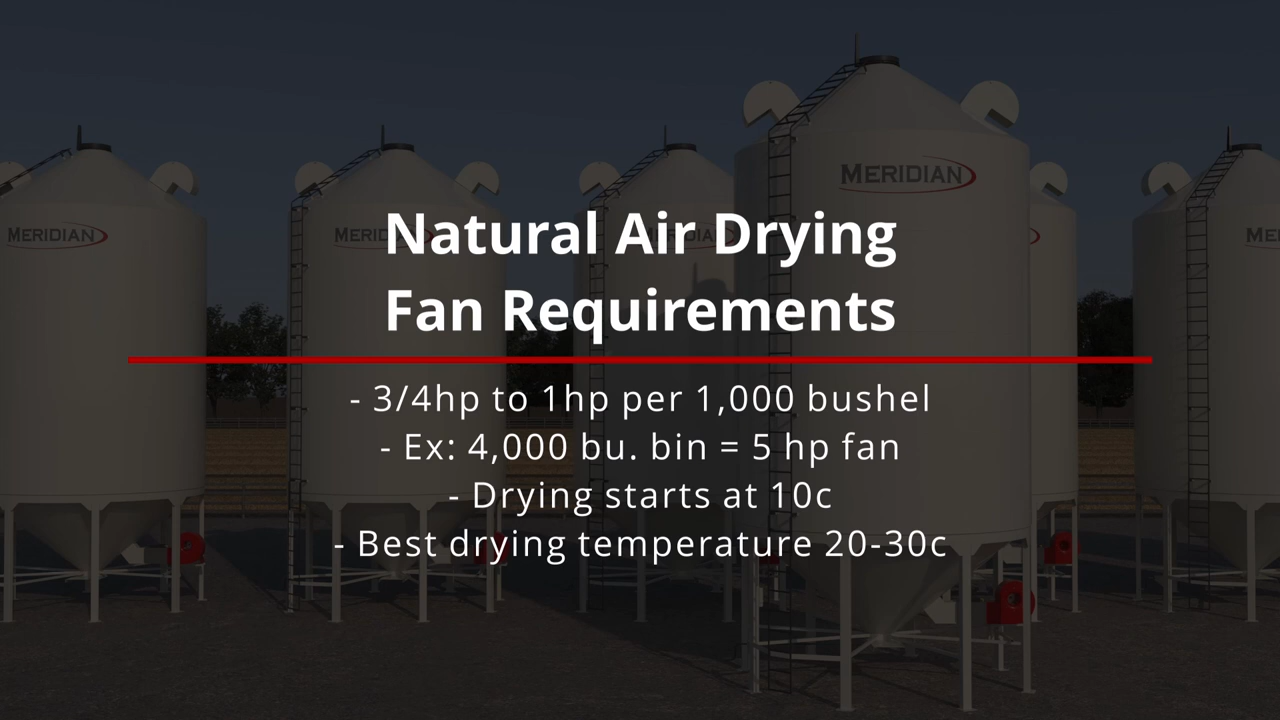 MERIDIAN
MERIDIAN
Natural Air Drying
Fan Requirements
- 3/4hp to 1hp per 1,000 bushel
- Ex: 4,000 bu. bin = 5 hp fan
- Drying starts at 10c
- Best drying temperature 20-30c